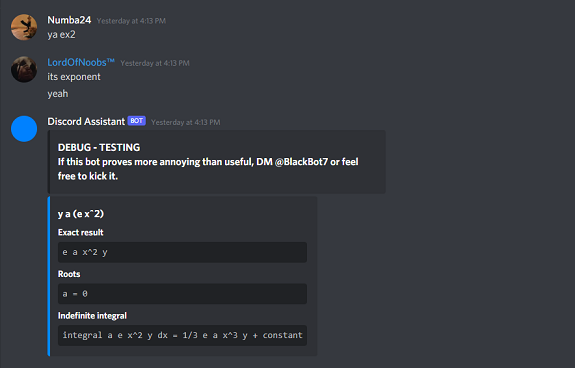 Numba24 Yesterday at 4:13 PM
ya ex2
LordOfNoobs™ Yesterday at 4:13 PM
its exponent
yeah
Discord Assistant BOT Yesterday at 4:13 PM
DEBUG - TESTING
If this bot proves more annoying than useful, DM @BlackBot7 or feel
free to kick it.
y a (e xˆ2)
Exact result
e a x^2 y
Roots
a = 0
Indefinite integral
integral a e x^2 y dx = 1/3 e a x^3 y + constant